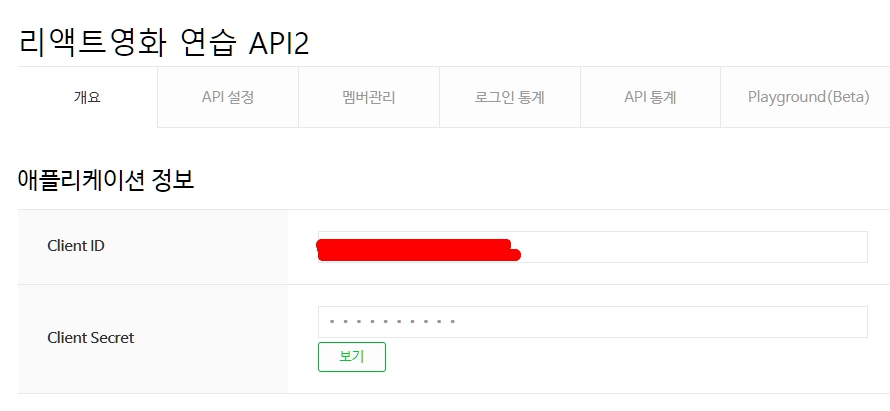 리액트영화 연습 API2
개요 API 설정 멤버관리 로그인 통계 API 통계 Playground(Beta)
애플리케이션 정보
Client ID
Client Secret
보기